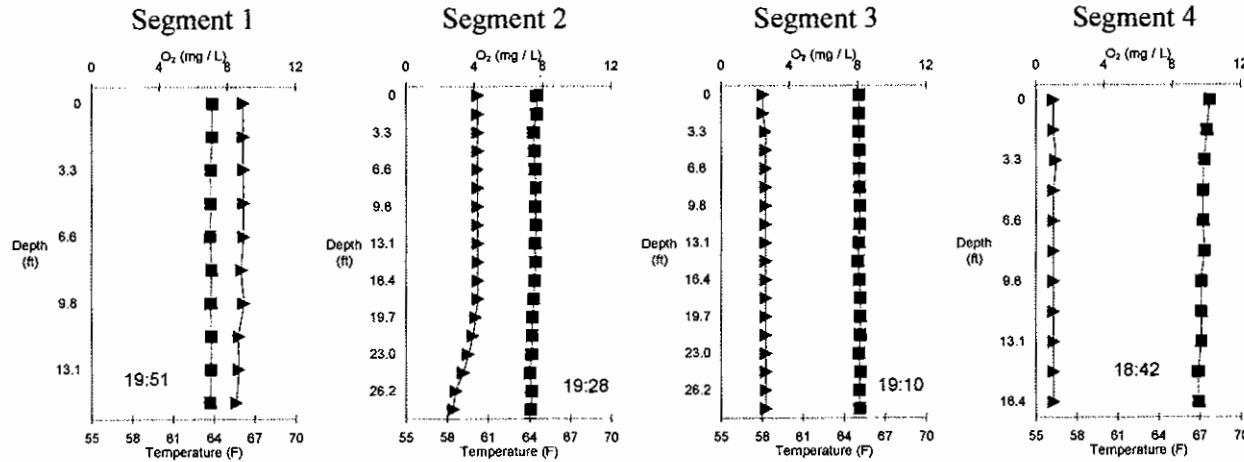 Segment 1
O₂ (mg / L)
0 4 8 12
0
3.3
6.6
9.8
13.1
Depth
(ft)
19:51
55 58 61 64 67 70
Temperature (F)
Segment 2
O₂ (mg / L)
0 4 8 12
0
3.3
6.6
9.8
13.1
16.4
19.7
23.0
26.2
Depth
(ft)
19:28
55 58 61 64 67 70
Temperature (F)
Segment 3
O₂ (mg / L)
0 4 8 12
0
3.3
6.6
9.8
13.1
16.4
19.7
23.0
26.2
Depth
(ft)
19:10
55 58 61 64 67 70
Temperature (F)
Segment 4
O₂ (mg / L)
0 4 8 12
0
3.3
6.6
9.8
13.1
16.4
Depth
(ft)
18:42
55 58 61 64 67 70
Temperature (F)